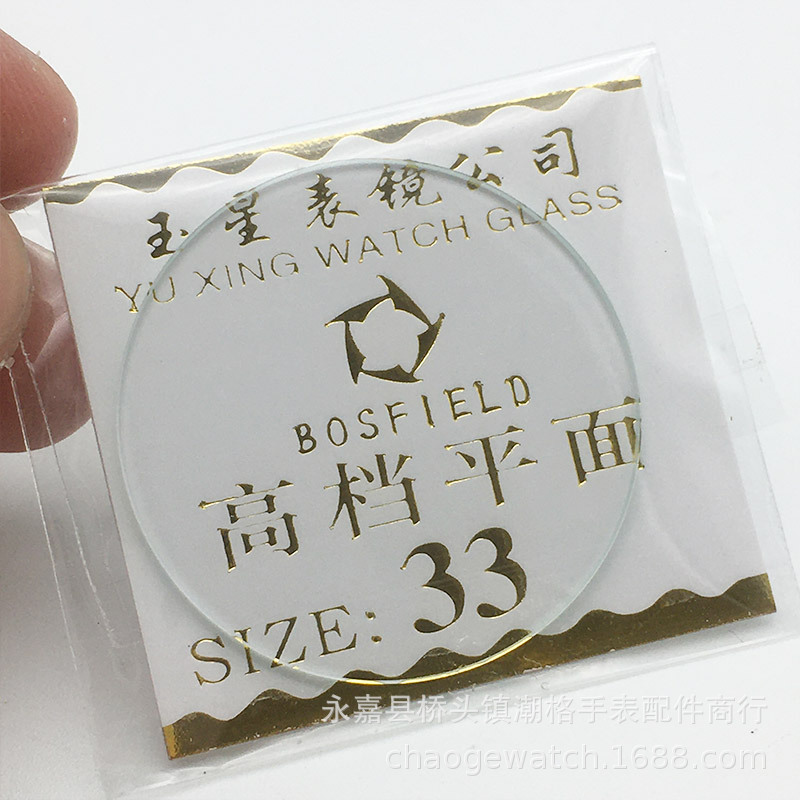 玉星表镜公司
YU XING WATCH GLASS
BOSFIELD
高档平面
SIZE: 33
永嘉县桥头镇潮格手表配件商行
chaogewatch.1688.com